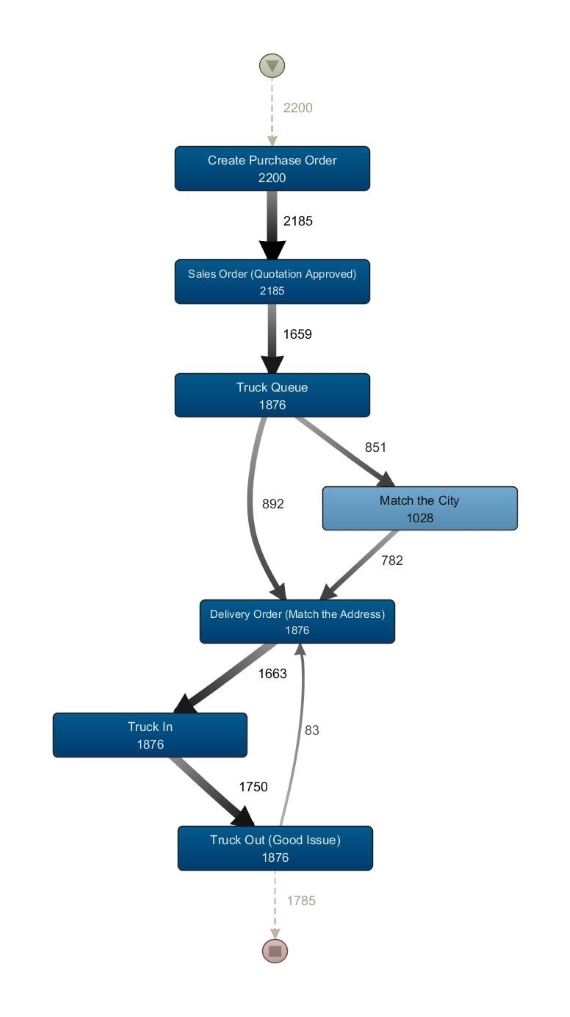 2200
Create Purchase Order
2200
2185
Sales Order (Quotation Approved)
2185
1659
Truck Queue
1876
851
Match the City
1028
892
782
Delivery Order (Match the Address)
1876
1663
Truck In
1876
83
1750
Truck Out (Good Issue)
1876
1785